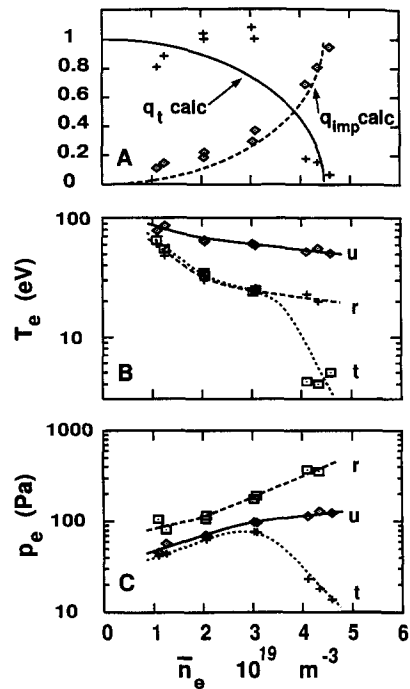 1
0.8
0.6
0.4
0.2
0
q_t calc
q_imp calc
A
100
10
T_e (eV)
u
r
t
B
1000
100
10
p_e (Pa)
r
u
t
C
0 1 2 3 4 5 6
n̄_e 10^19 m^-3